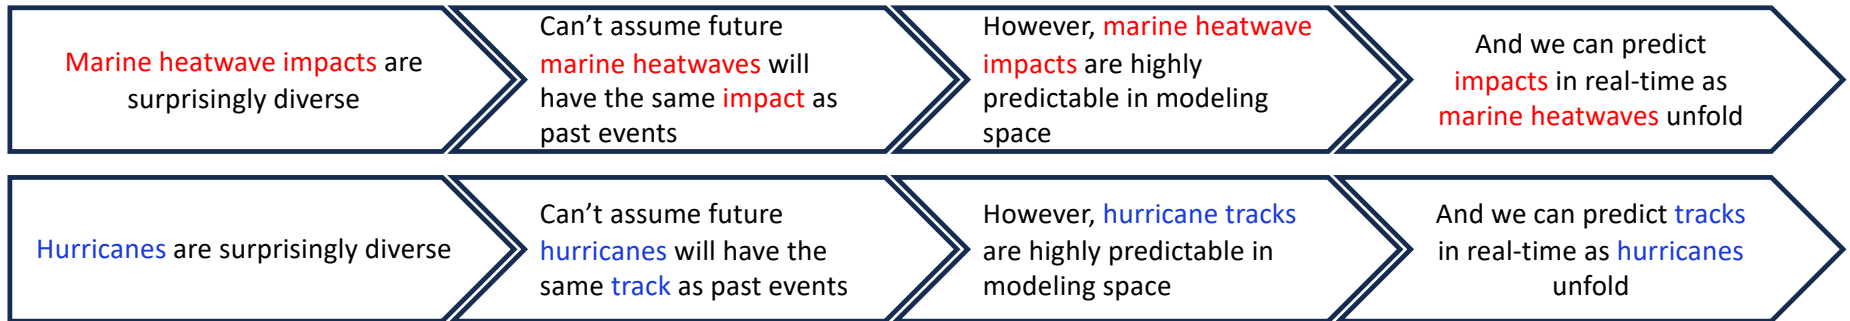 Marine heatwave impacts are
surprisingly diverse
Can’t assume future
marine heatwaves will
have the same impact as
past events
However, marine heatwave
impacts are highly
predictable in modeling
space
And we can predict
impacts in real-time as
marine heatwaves unfold
Hurricanes are surprisingly diverse
Can’t assume future
hurricanes will have the
same track as past events
However, hurricane tracks
are highly predictable in
modeling space
And we can predict tracks
in real-time as hurricanes
unfold